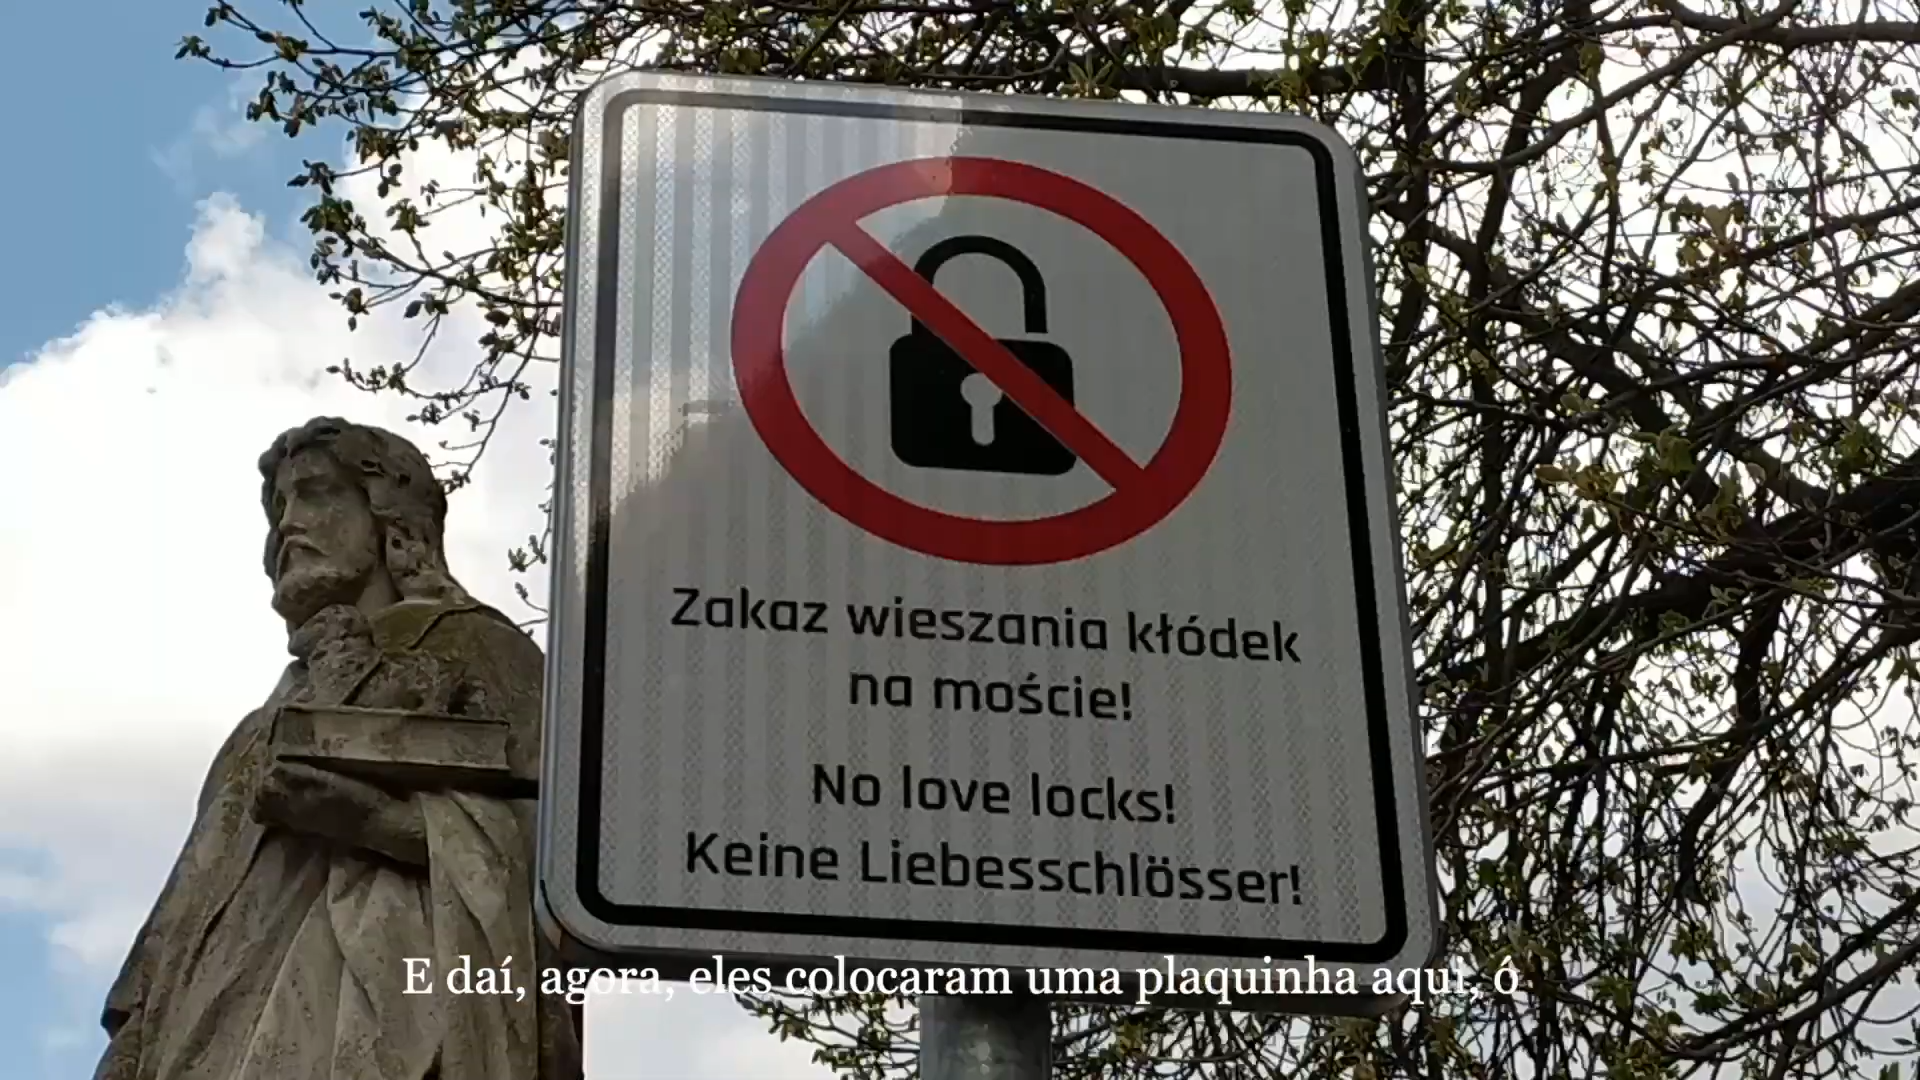 Zakaz wieszania kłódek
na moście!
No love locks!
Keine Liebesschlösser!
E daí, agora, eles colocaram uma plaquinha aqui, ó